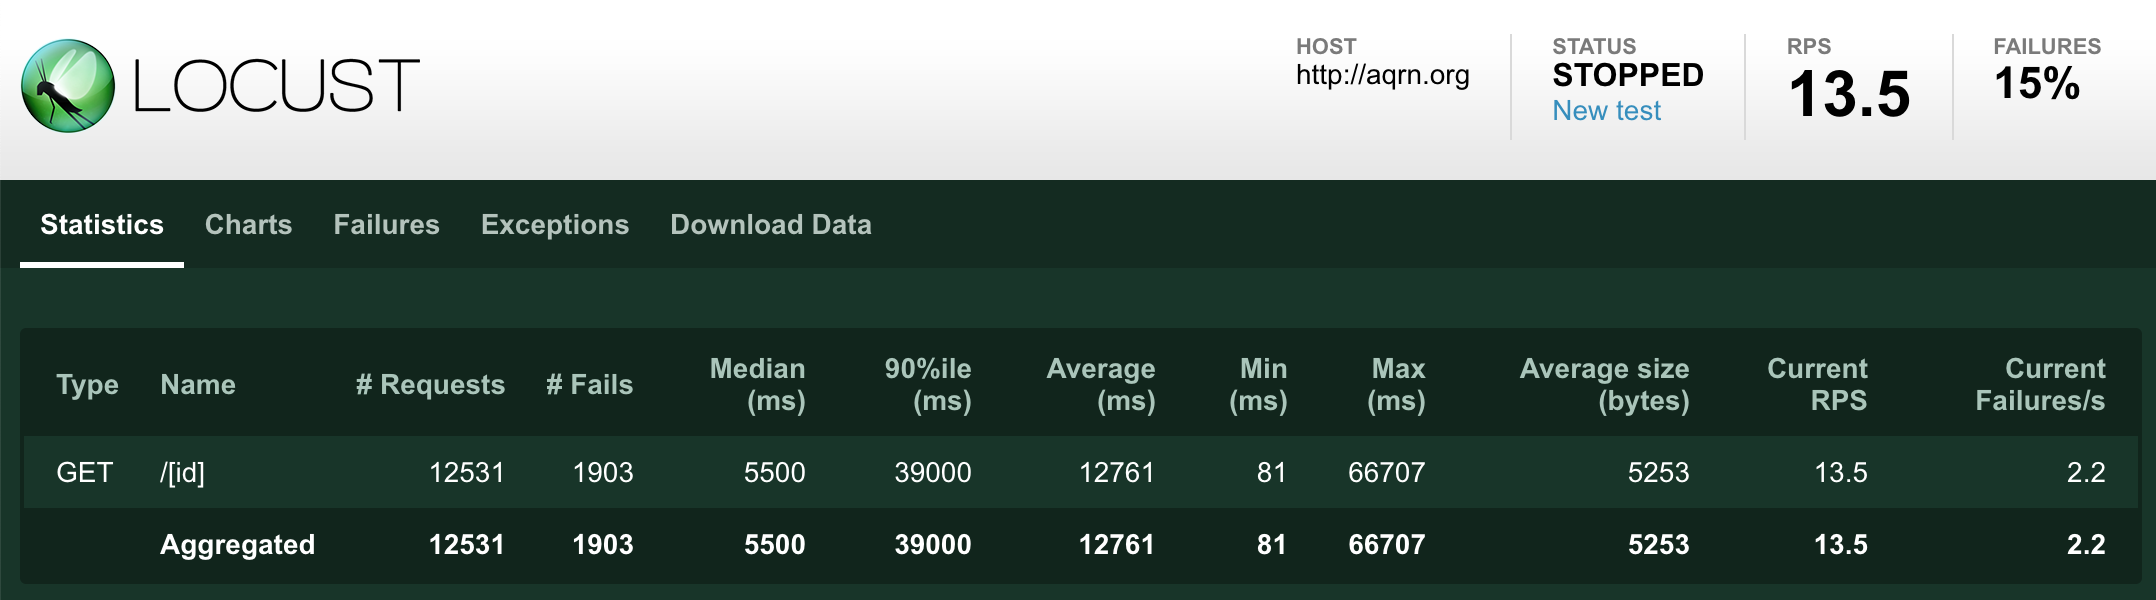 LOCUST
HOST
http://aqrn.org
STATUS
STOPPED
New test
RPS
13.5
FAILURES
15%
Statistics Charts Failures Exceptions Download Data
Type Name # Requests # Fails Median (ms) 90%ile (ms) Average (ms) Min (ms) Max (ms) Average size (bytes) Current RPS Current Failures/s
GET /[id] 12531 1903 5500 39000 12761 81 66707 5253 13.5 2.2
Aggregated 12531 1903 5500 39000 12761 81 66707 5253 13.5 2.2